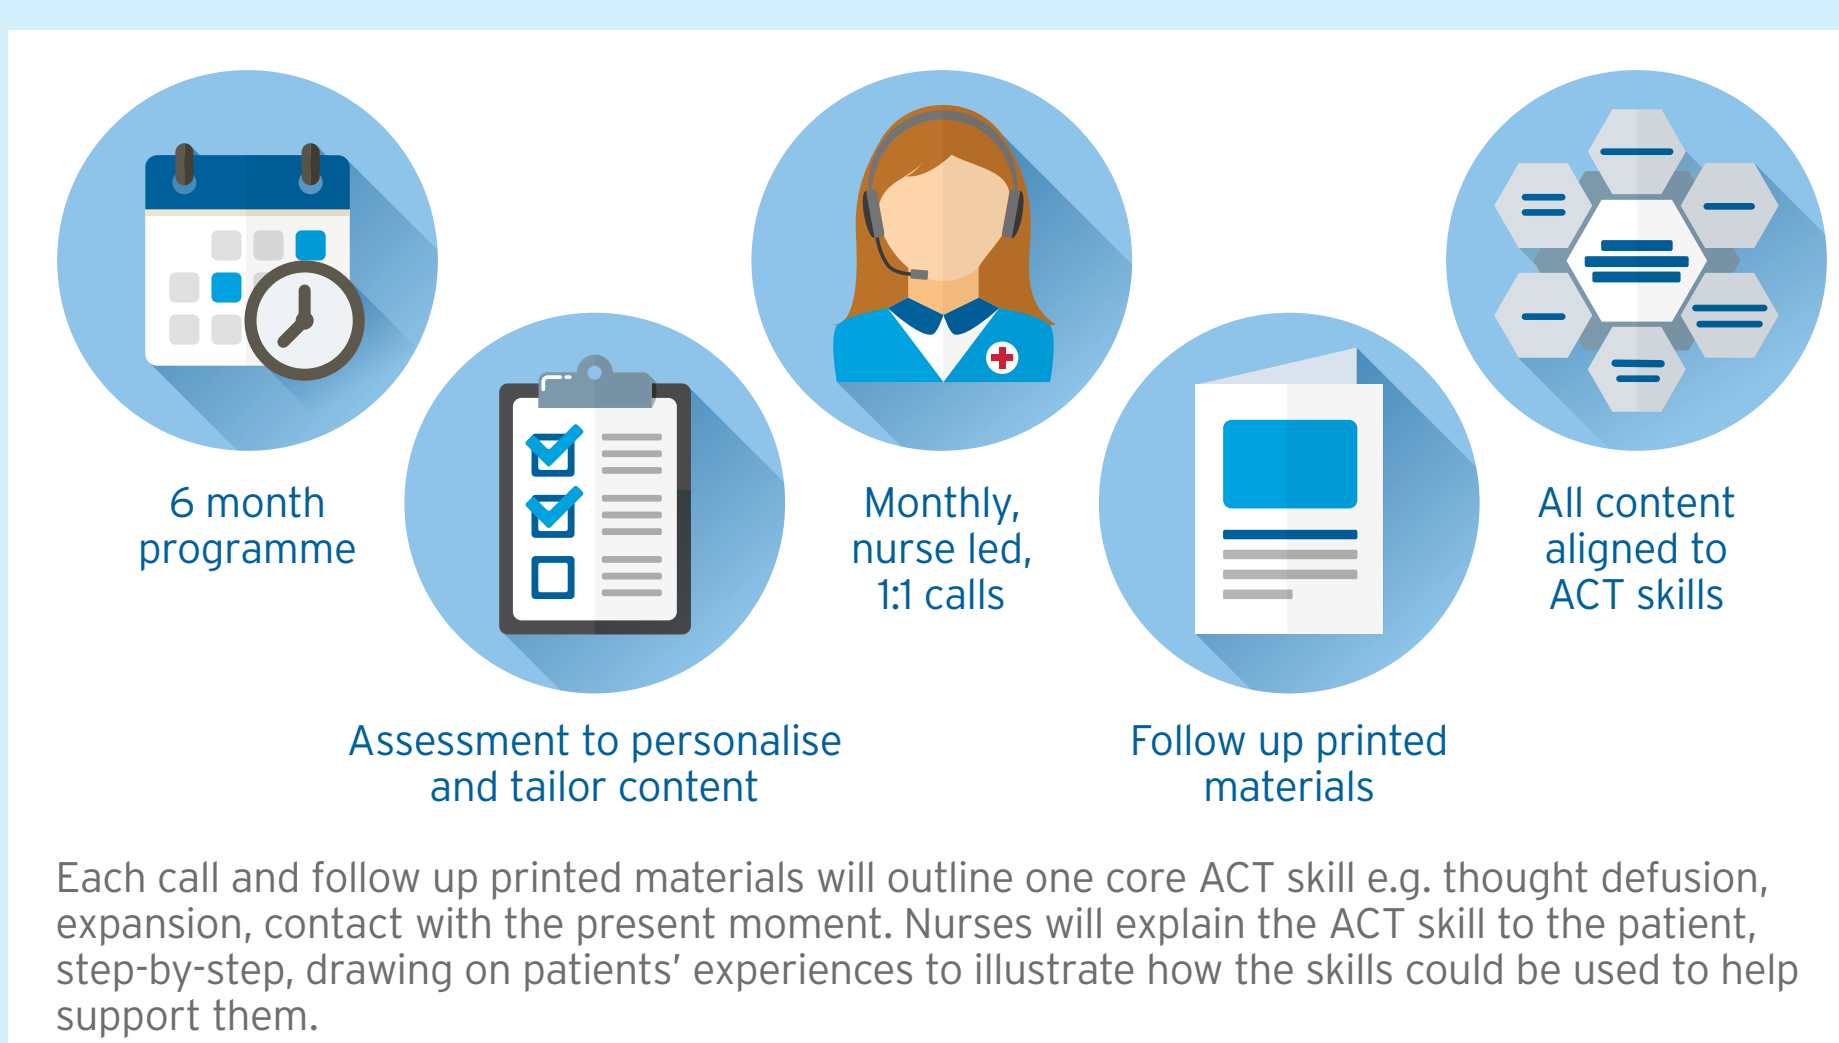 6 month
programme
Assessment to personalise
and tailor content
Monthly,
nurse led,
1:1 calls
Follow up printed
materials
All content
aligned to
ACT skills
Each call and follow up printed materials will outline one core ACT skill e.g. thought defusion,
expansion, contact with the present moment. Nurses will explain the ACT skill to the patient,
step-by-step, drawing on patients’ experiences to illustrate how the skills could be used to help
support them.